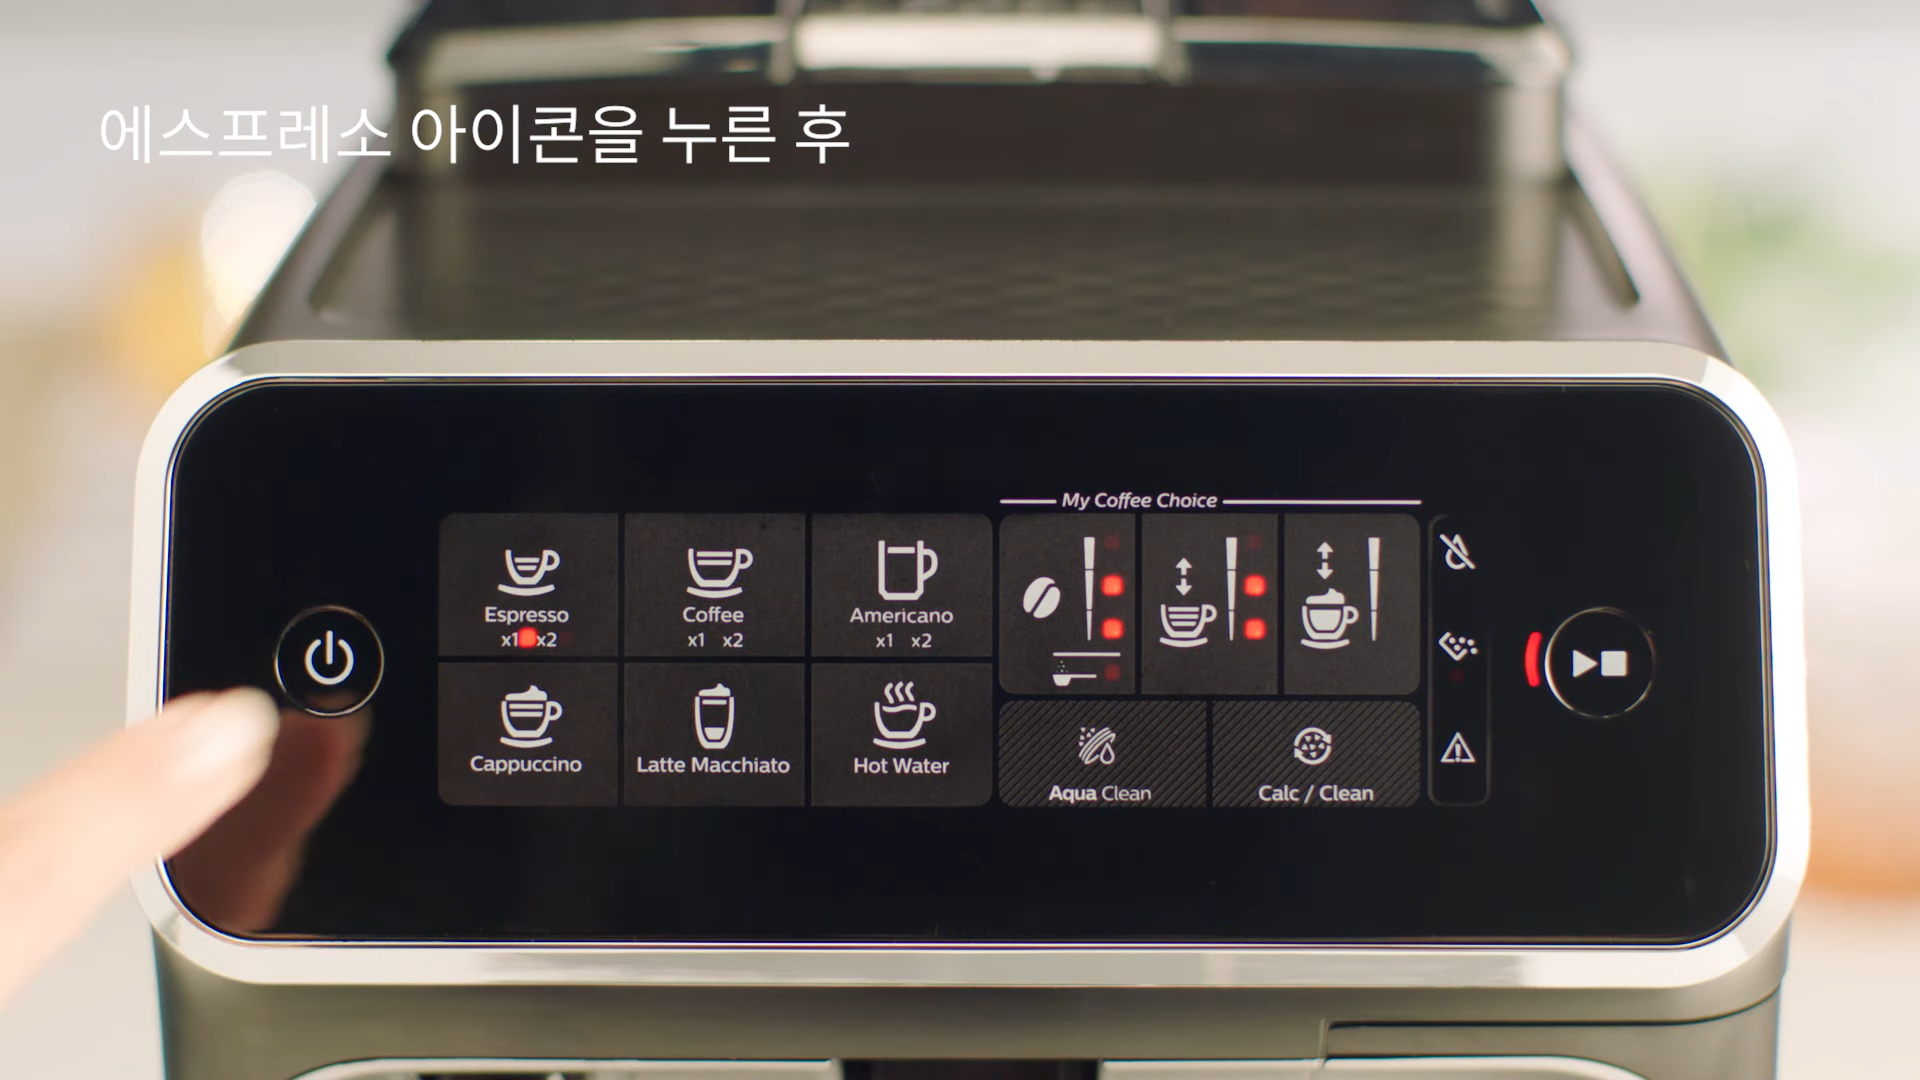 에스프레소 아이콘을 누른 후
My Coffee Choice
Espresso
x1 x2
Coffee
x1 x2
Americano
x1 x2
Cappuccino
Latte Macchiato
Hot Water
Aqua Clean
Calc / Clean